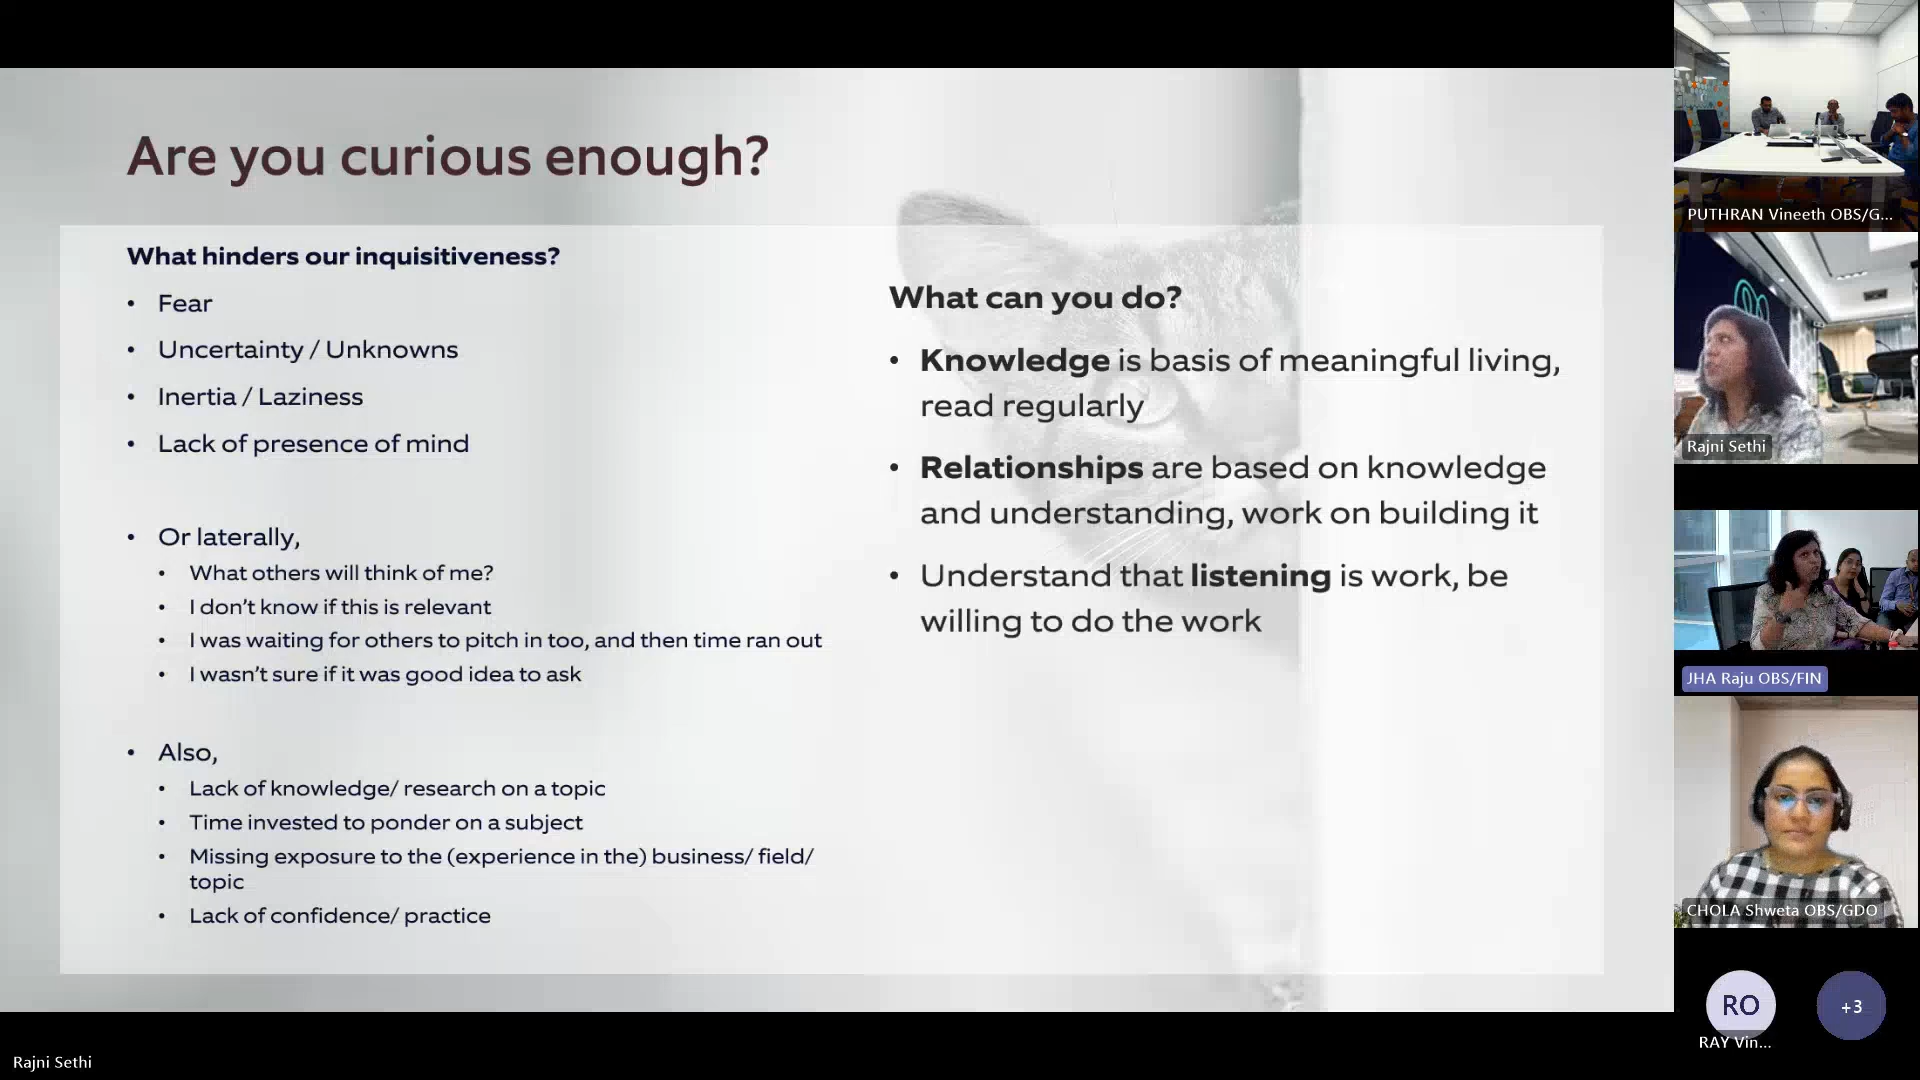 Are you curious enough?
What hinders our inquisitiveness?
• Fear
• Uncertainty / Unknowns
• Inertia / Laziness
• Lack of presence of mind
• Or laterally,
• What others will think of me?
• I don't know if this is relevant
• I was waiting for others to pitch in too, and then time ran out
• I wasn't sure if it was good idea to ask
• Also,
• Lack of knowledge/ research on a topic
• Time invested to ponder on a subject
• Missing exposure to the (experience in the) business/ field/
topic
• Lack of confidence/ practice
What can you do?
• Knowledge is basis of meaningful living,
read regularly
• Relationships are based on knowledge
and understanding, work on building it
• Understand that listening is work, be
willing to do the work
PUTHRAN Vineeth OBS/G...
Rajni Sethi
JHA Raju OBS/FIN
CHOLA Shweta OBS/GDO
RO
+3
RAY Vin...
Rajni Sethi